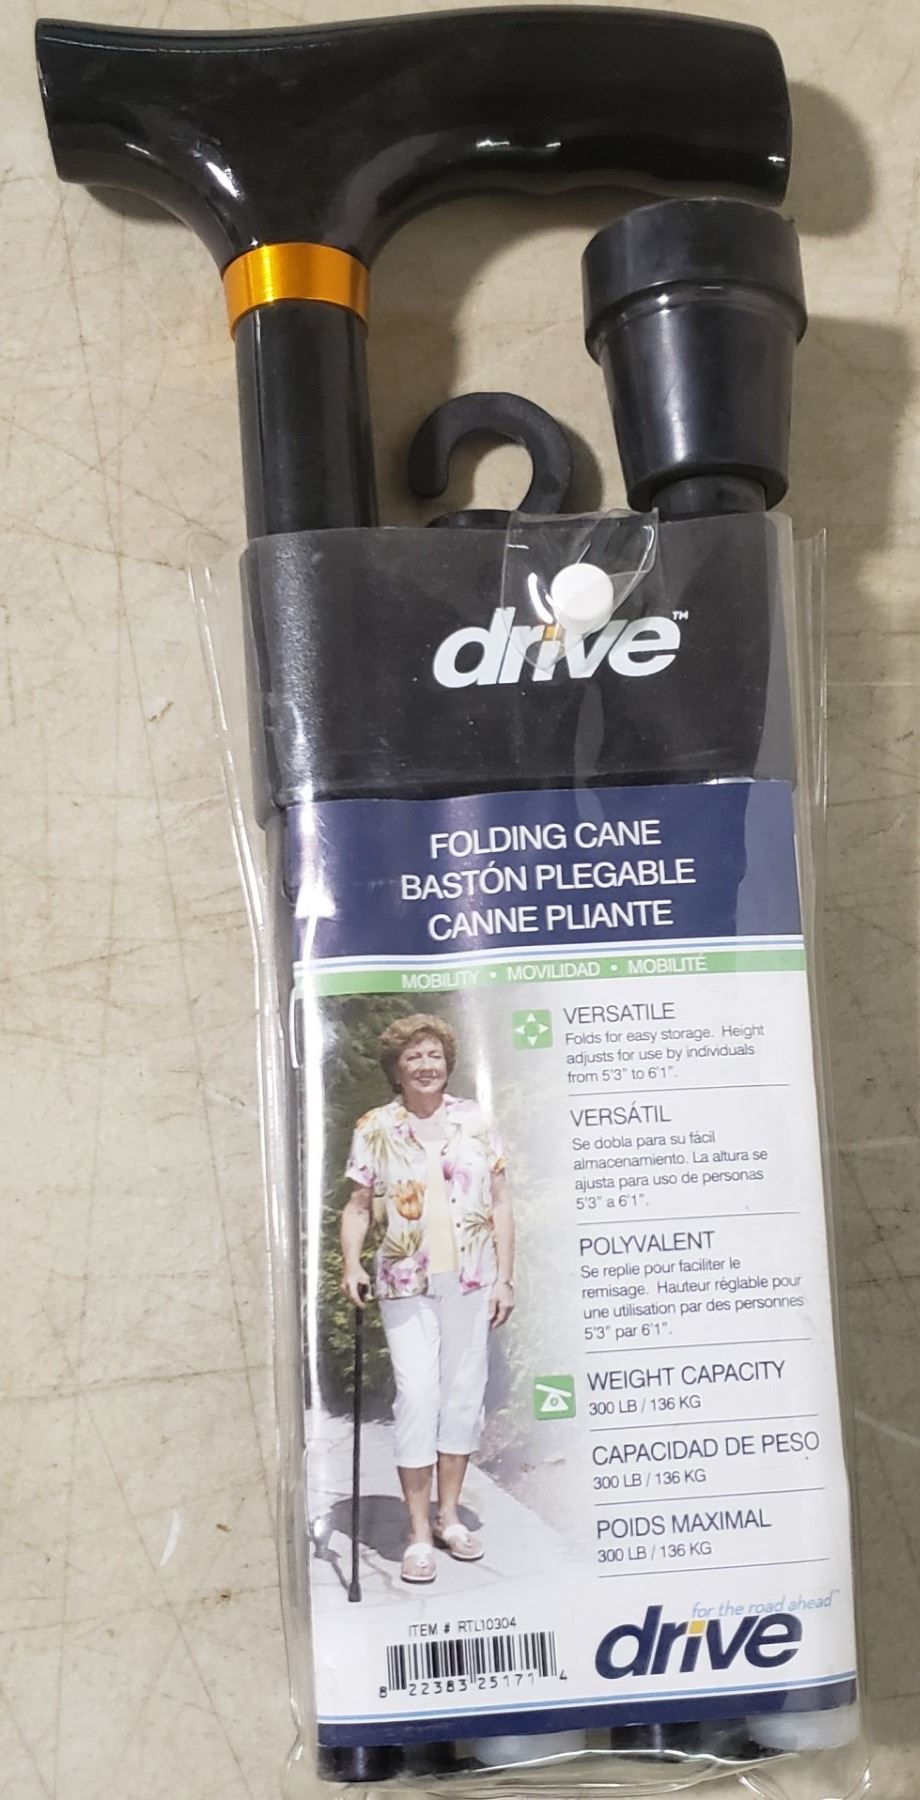 drive™
FOLDING CANE
BASTÓN PLEGABLE
CANNE PLIANTE
MOBILITY • MOVILIDAD • MOBILITÉ
VERSATILE
Folds for easy storage. Height
adjusts for use by individuals
from 5'3" to 6'1".
VERSÁTIL
Se dobla para su fácil
almacenamiento. La altura se
ajusta para uso de personas
5'3" a 6'1".
POLYVALENT
Se replie pour faciliter le
remisage. Hauteur réglable pour
une utilisation par des personnes
5'3" par 6'1".
WEIGHT CAPACITY
300 LB / 136 KG
CAPACIDAD DE PESO
300 LB / 136 KG
POIDS MAXIMAL
300 LB / 136 KG
for the road ahead™
drive
ITEM # RTL10304
8 22383 25171 4